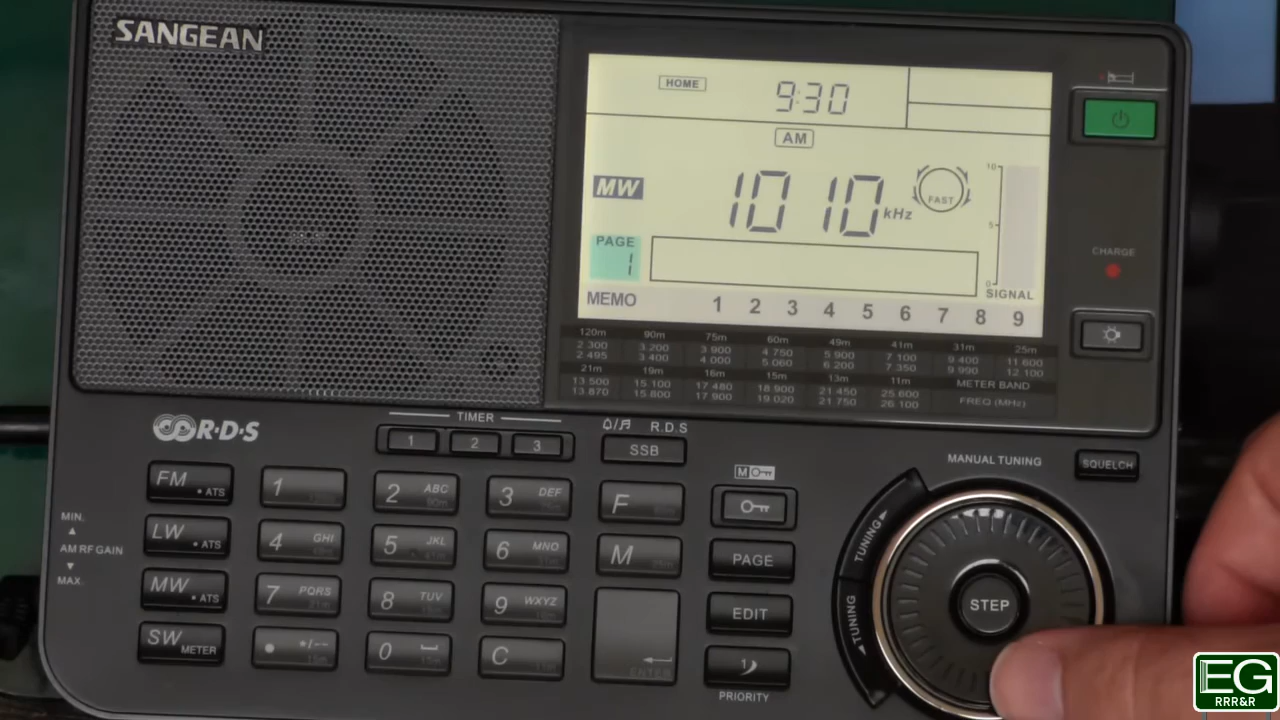 SANGEAN
HOME 9:30
AM
MW 1010 kHz FAST
PAGE 1
MEMO 1 2 3 4 5 6 7 8 9
10
5
0
SIGNAL
CHARGE
120m 90m 75m 60m 49m 41m 31m 25m
2 300 3.200 3 900 4 750 5.900 7 100 9 400 11 600
2 495 3 400 4.000 5.060 6.200 7.350 9 990 12 100
21m 19m 16m 15m 13m 11m METER BAND
13 500 15 100 17 480 18 900 21 450 25 600 FREQ (MHz)
13 870 15 800 17 900 19 020 21 750 26 100
R·D·S
TIMER
1 2 3
R.D.S
SSB
MANUAL TUNING
SQUELCH
FM • ATS
1
2 ABC
3 DEF
F
M
LW • ATS
4 GHI
5 JKL
6 MNO
M
PAGE
MW • ATS
7 PQRS
8 TUV
9 WXYZ
EDIT
SW METER
• */--
0
C
ENTER
PRIORITY
MIN.
AM RF GAIN
MAX.
TUNING
TUNING
STEP
EG
RRR&R